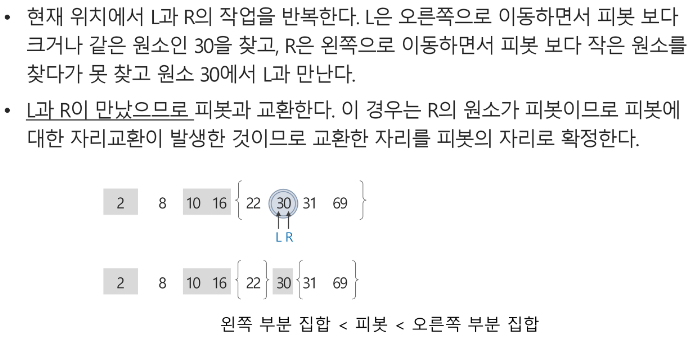 • 현재 위치에서 L과 R의 작업을 반복한다. L은 오른쪽으로 이동하면서 피봇 보다
크거나 같은 원소인 30을 찾고, R은 왼쪽으로 이동하면서 피봇 보다 작은 원소를
찾다가 못 찾고 원소 30에서 L과 만난다.
• L과 R이 만났으므로 피봇과 교환한다. 이 경우는 R의 원소가 피봇이므로 피봇에
대한 자리교환이 발생한 것이므로 교환한 자리를 피봇의 자리로 확정한다.
2 8 10 16 { 22 30 31 69 }
L R
2 8 10 16 { 22 } 30 { 31 69 }
왼쪽 부분 집합 < 피봇 < 오른쪽 부분 집합